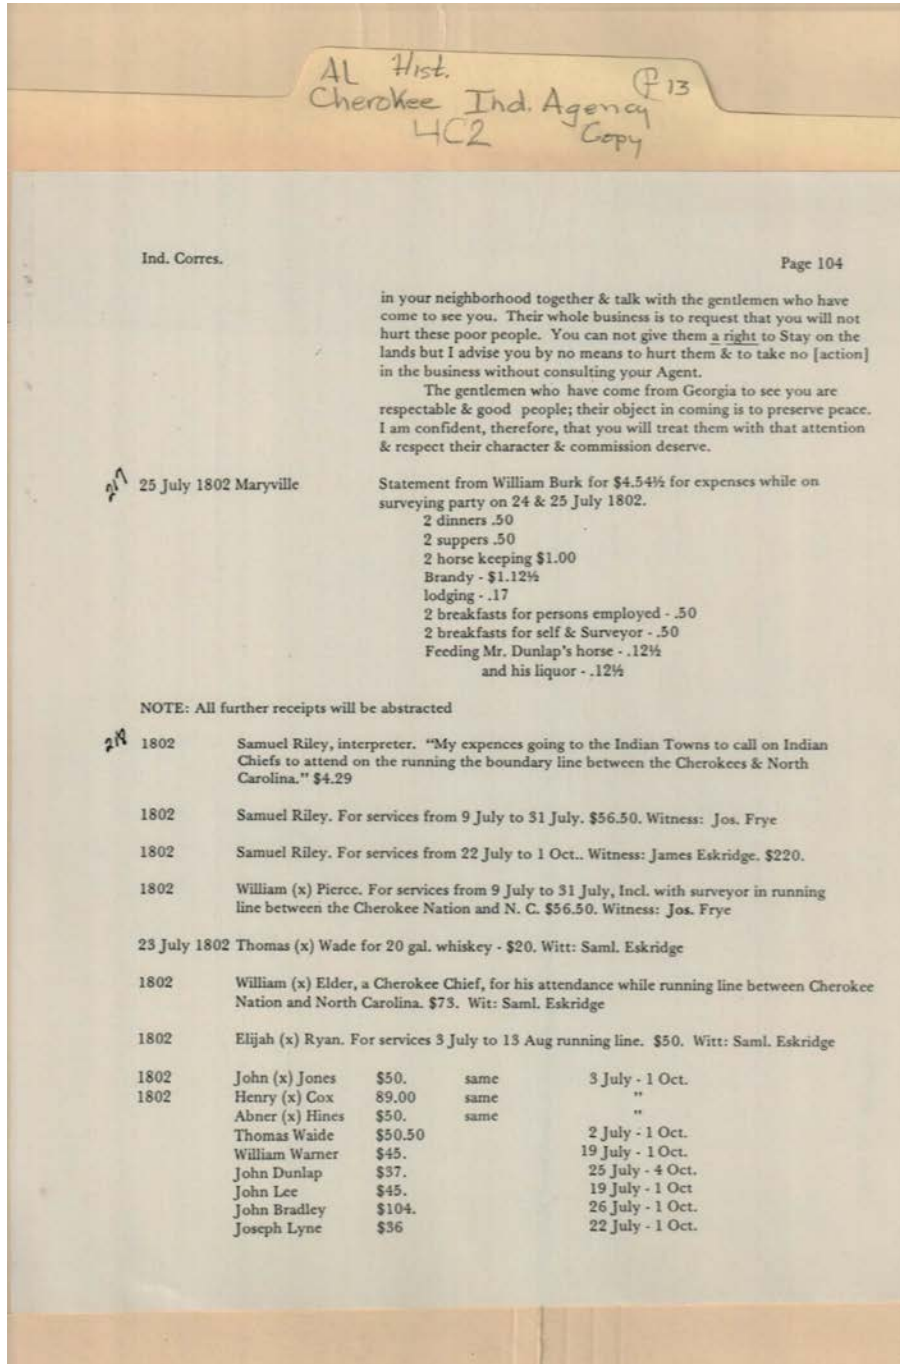 AL Hist. P 13
Cherokee Ind. Agency
4C2 Copy
Ind. Corres. Page 104
in your neighborhood together & talk with the gentlemen who have
come to see you. Their whole business is to request that you will not
hurt these poor people. You can not give them a right to Stay on the
lands but I advise you by no means to hurt them & to take no [action]
in the business without consulting your Agent.
The gentlemen who have come from Georgia to see you are
respectable & good people; their object in coming is to preserve peace.
I am confident, therefore, that you will treat them with that attention
& respect their character & commission deserve.
25 July 1802 Maryville Statement from William Burk for $4.54½ for expenses while on
surveying party on 24 & 25 July 1802.
2 dinners .50
2 suppers .50
2 horse keeping $1.00
Brandy - $1.12½
lodging - .17
2 breakfasts for persons employed - .50
2 breakfasts for self & Surveyor - .50
Feeding Mr. Dunlap's horse - .12½
and his liquor - .12½
NOTE: All further receipts will be abstracted
1802 Samuel Riley, interpreter. "My expences going to the Indian Towns to call on Indian
Chiefs to attend on the running the boundary line between the Cherokees & North
Carolina." $4.29
1802 Samuel Riley. For services from 9 July to 31 July. $56.50. Witness: Jos. Frye
1802 Samuel Riley. For services from 22 July to 1 Oct.. Witness: James Eskridge. $220.
1802 William (x) Pierce. For services from 9 July to 31 July, Incl. with surveyor in running
line between the Cherokee Nation and N. C. $56.50. Witness: Jos. Frye
23 July 1802 Thomas (x) Wade for 20 gal. whiskey - $20. Witt: Saml. Eskridge
1802 William (x) Elder, a Cherokee Chief, for his attendance while running line between Cherokee
Nation and North Carolina. $73. Wit: Saml. Eskridge
1802 Elijah (x) Ryan. For services 3 July to 13 Aug running line. $50. Witt: Saml. Eskridge
1802 John (x) Jones $50. same 3 July - 1 Oct.
1802 Henry (x) Cox 89.00 same "
Abner (x) Hines $50. same "
Thomas Waide $50.50 2 July - 1 Oct.
William Warner $45. 19 July - 1 Oct.
John Dunlap $37. 25 July - 4 Oct.
John Lee $45. 19 July - 1 Oct
John Bradley $104. 26 July - 1 Oct.
Joseph Lyne $36 22 July - 1 Oct.